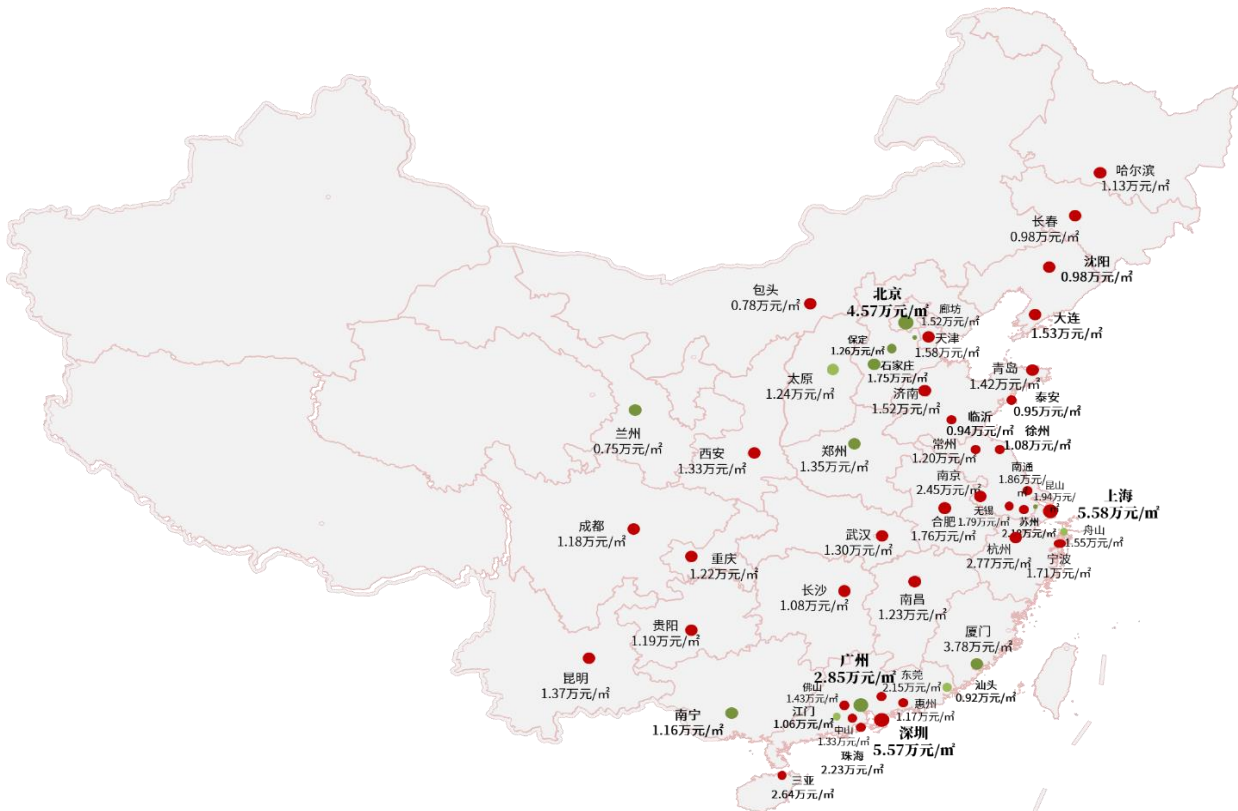 哈尔滨
1.13万元/㎡
长春
0.98万元/㎡
沈阳
0.98万元/㎡
包头
0.78万元/㎡
北京
4.57万元/㎡
廊坊
1.52万元/㎡
大连
1.53万元/㎡
保定
1.26万元/㎡
天津
1.58万元/㎡
石家庄
1.75万元/㎡
太原
1.24万元/㎡
青岛
1.42万元/㎡
济南
1.52万元/㎡
泰安
0.95万元/㎡
临沂
0.94万元/㎡
徐州
1.08万元/㎡
兰州
0.75万元/㎡
西安
1.33万元/㎡
郑州
1.35万元/㎡
常州
1.20万元/㎡
南通
1.86万元/
㎡
南京
2.45万元/㎡
昆山
1.94万元/
上海
5.58万元/㎡
合肥
1.76万元/㎡
无锡
1.79万元/㎡
苏州
舟山
1.55万元/㎡
杭州
2.77万元/㎡
宁波
1.71万元/㎡
成都
1.18万元/㎡
重庆
1.22万元/㎡
武汉
1.30万元/㎡
长沙
1.08万元/㎡
南昌
1.23万元/㎡
贵阳
1.19万元/㎡
厦门
3.78万元/㎡
昆明
1.37万元/㎡
广州
2.85万元/㎡
东莞
2.15万元/㎡
汕头
0.92万元/㎡
佛山
1.43万元/㎡
惠州
1.17万元/㎡
江门
1.06万元/㎡
南宁
1.16万元/㎡
中山
1.33万元/㎡
深圳
5.57万元/㎡
珠海
2.23万元/㎡
三亚
2.64万元/㎡